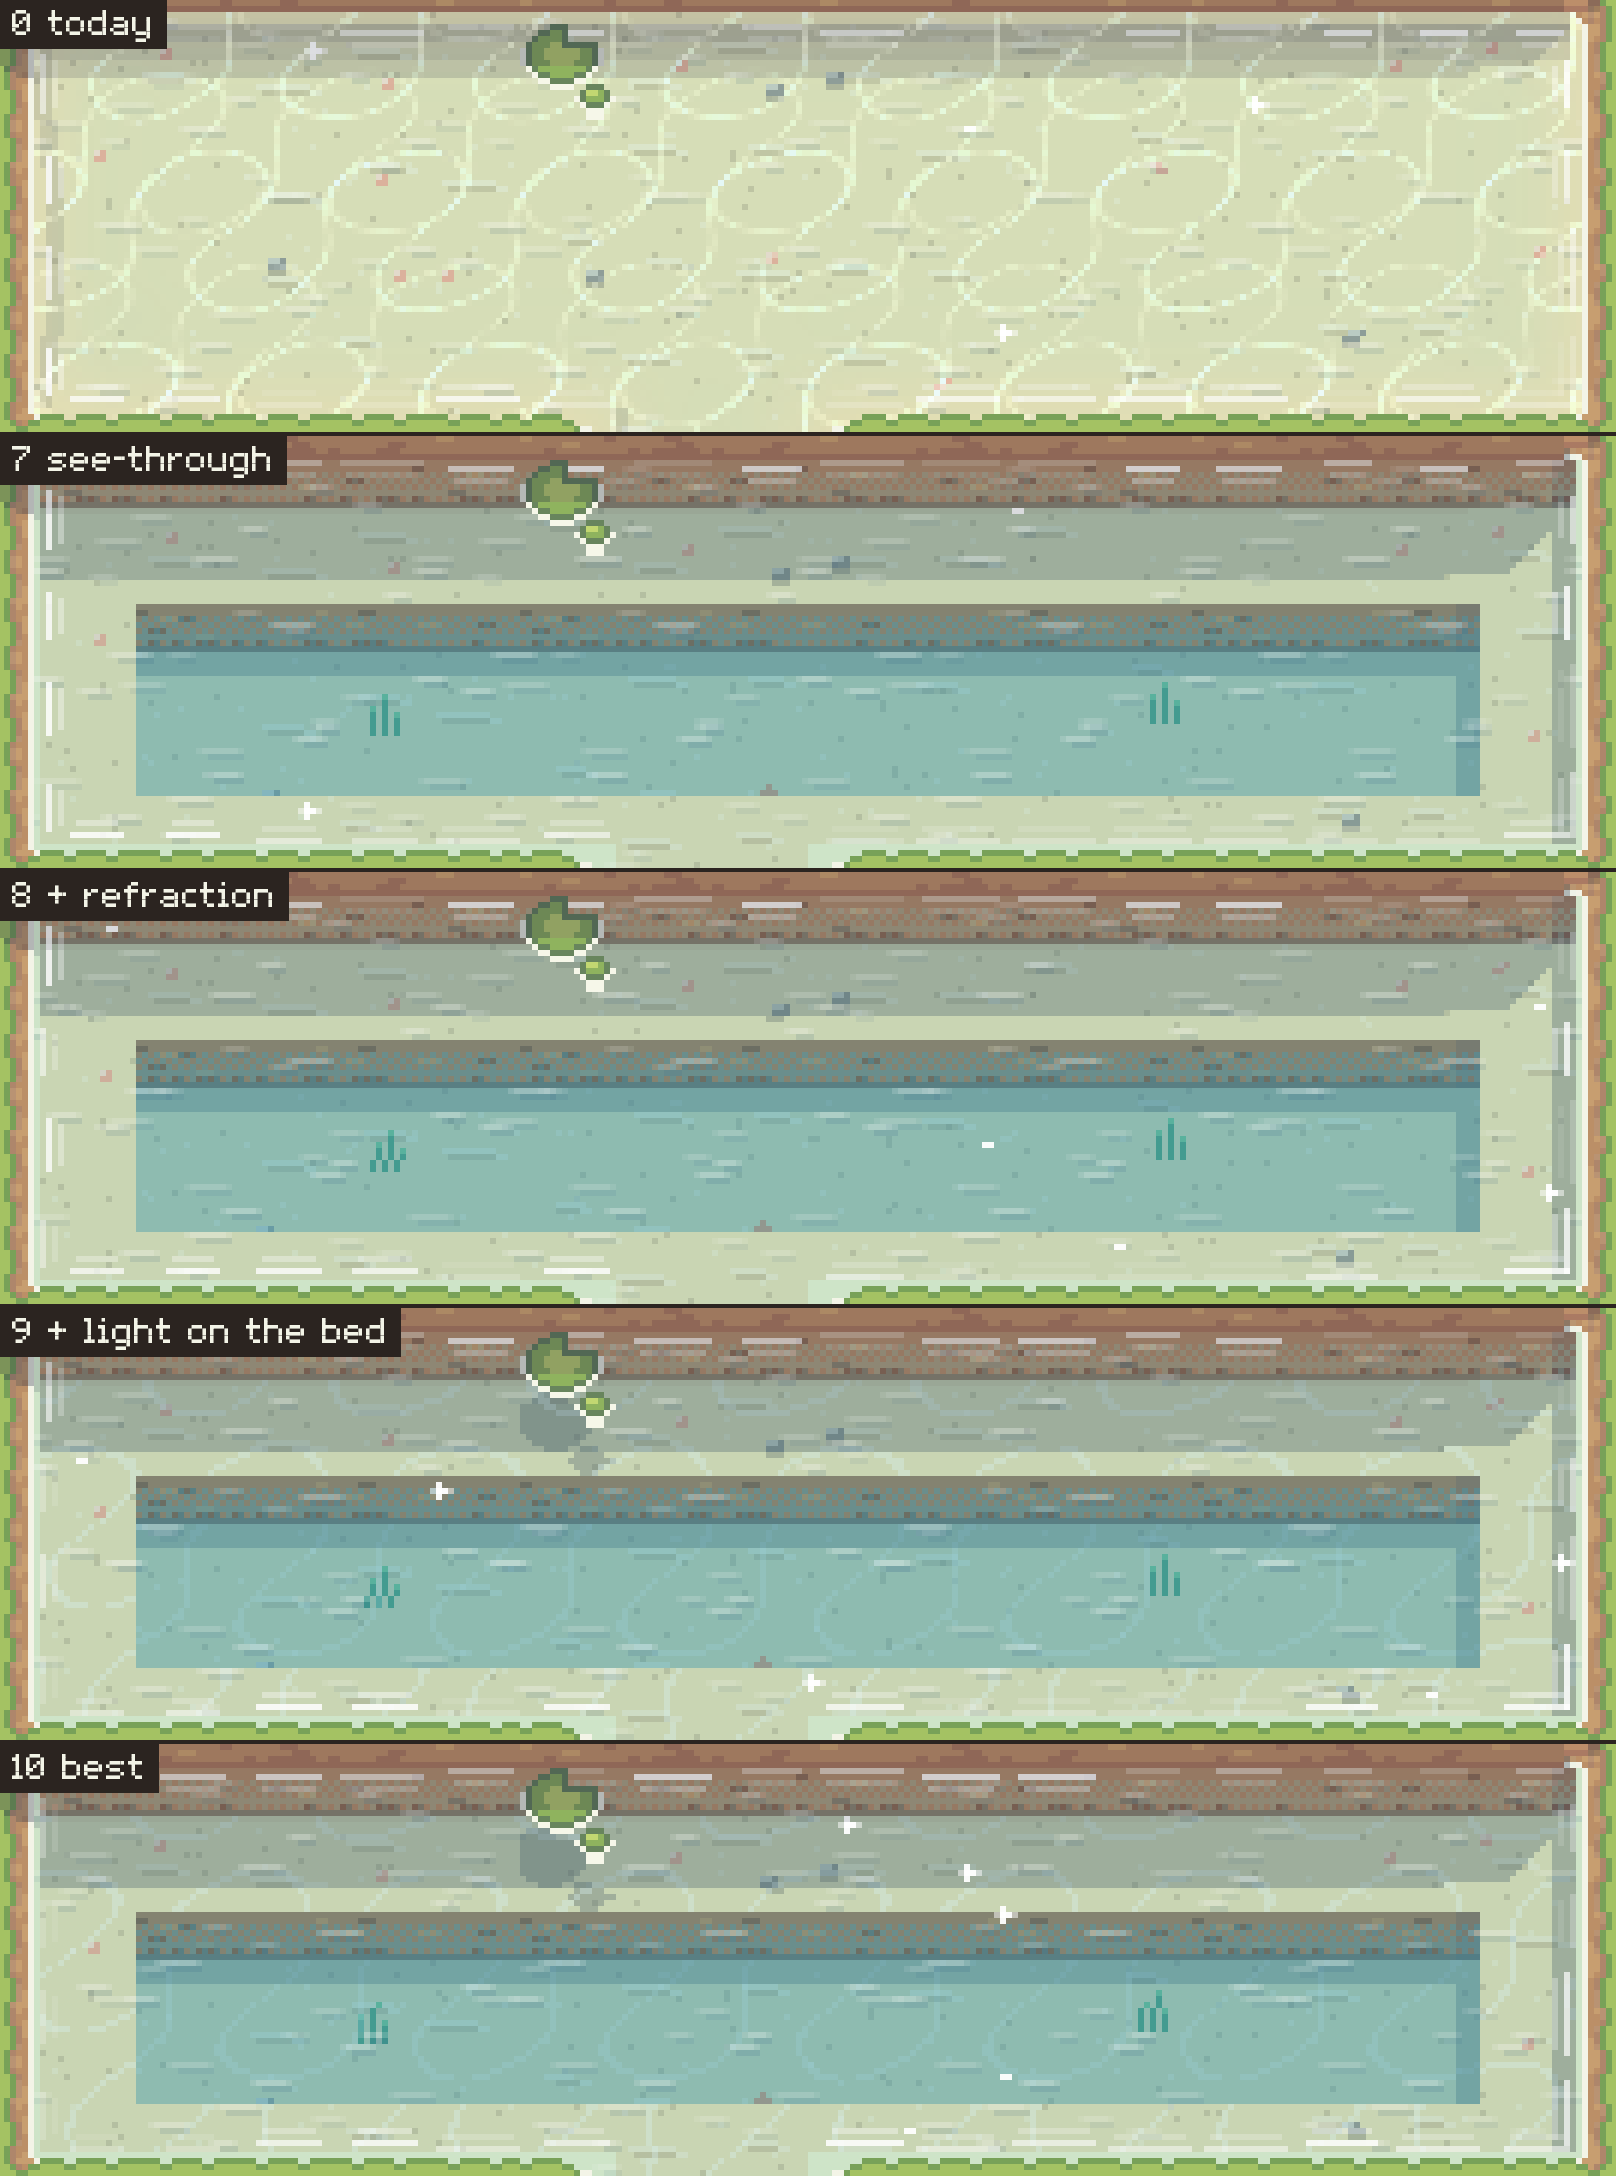 0 today
7 see-through
8 + refraction
9 + light on the bed
10 best